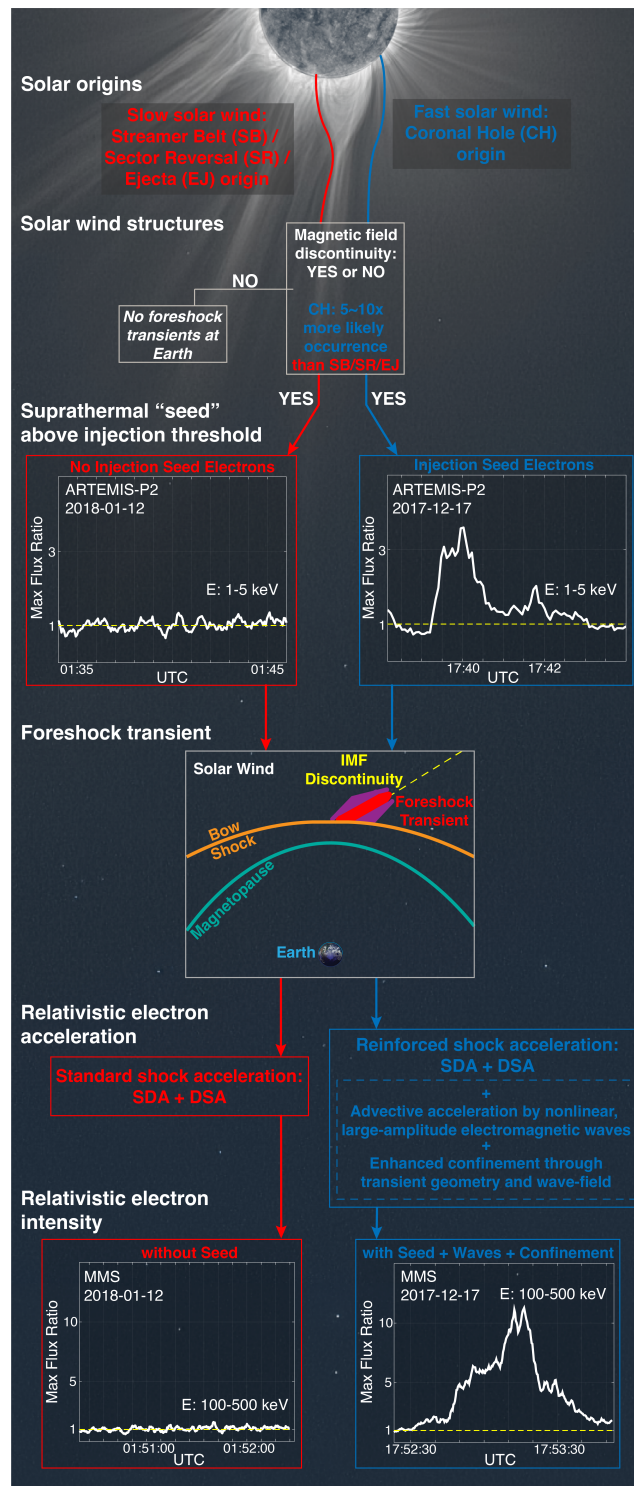 Solar origins
Slow solar wind:
Streamer Belt (SB) /
Sector Reversal (SR) /
Ejecta (EJ) origin
Fast solar wind:
Coronal Hole (CH)
origin
Solar wind structures
Magnetic field
discontinuity:
YES or NO
CH: 5~10x
more likely
occurrence
than SB/SR/EJ
NO
No foreshock
transients at
Earth
YES
YES
Suprathermal “seed”
above injection threshold
No Injection Seed Electrons
ARTEMIS-P2
2018-01-12
E: 1-5 keV
Max Flux Ratio
3
1
01:35
01:45
UTC
Injection Seed Electrons
ARTEMIS-P2
2017-12-17
E: 1-5 keV
Max Flux Ratio
3
1
17:40
17:42
UTC
Foreshock transient
Solar Wind
IMF
Discontinuity
Foreshock
Transient
Bow
Shock
Magnetopause
Earth
Relativistic electron
acceleration
Standard shock acceleration:
SDA + DSA
Reinforced shock acceleration:
SDA + DSA
+
Advective acceleration by nonlinear,
large-amplitude electromagnetic waves
+
Enhanced confinement through
transient geometry and wave-field
Relativistic electron
intensity
without Seed
MMS
2018-01-12
E: 100-500 keV
Max Flux Ratio
10
5
1
01:51:00
01:52:00
UTC
with Seed + Waves + Confinement
MMS
2017-12-17
E: 100-500 keV
Max Flux Ratio
10
5
1
17:52:30
17:53:30
UTC